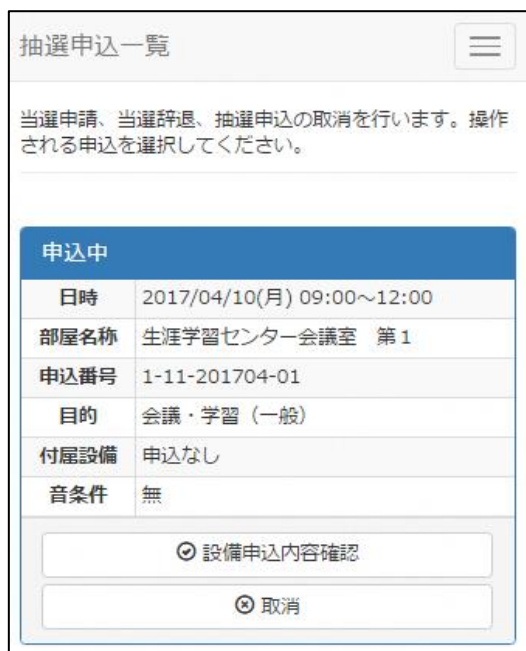 抽選申込一覧
当選申請、当選辞退、抽選申込の取消を行います。操作
される申込を選択してください。
申込中
日時 2017/04/10(月) 09:00～12:00
部屋名称 生涯学習センター会議室　第１
申込番号 1-11-201704-01
目的 会議・学習（一般）
付属設備 申込なし
音条件 無
設備申込内容確認
取消